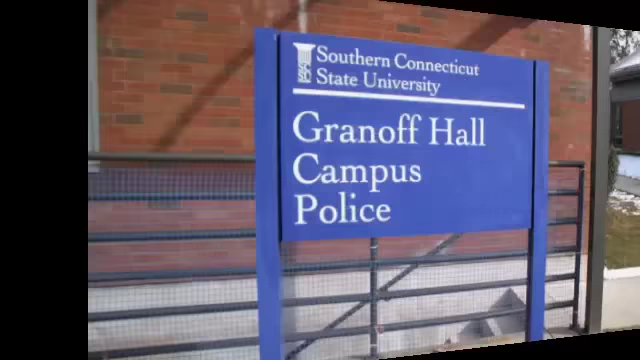 Southern Connecticut
State University
Granoff Hall
Campus
Police